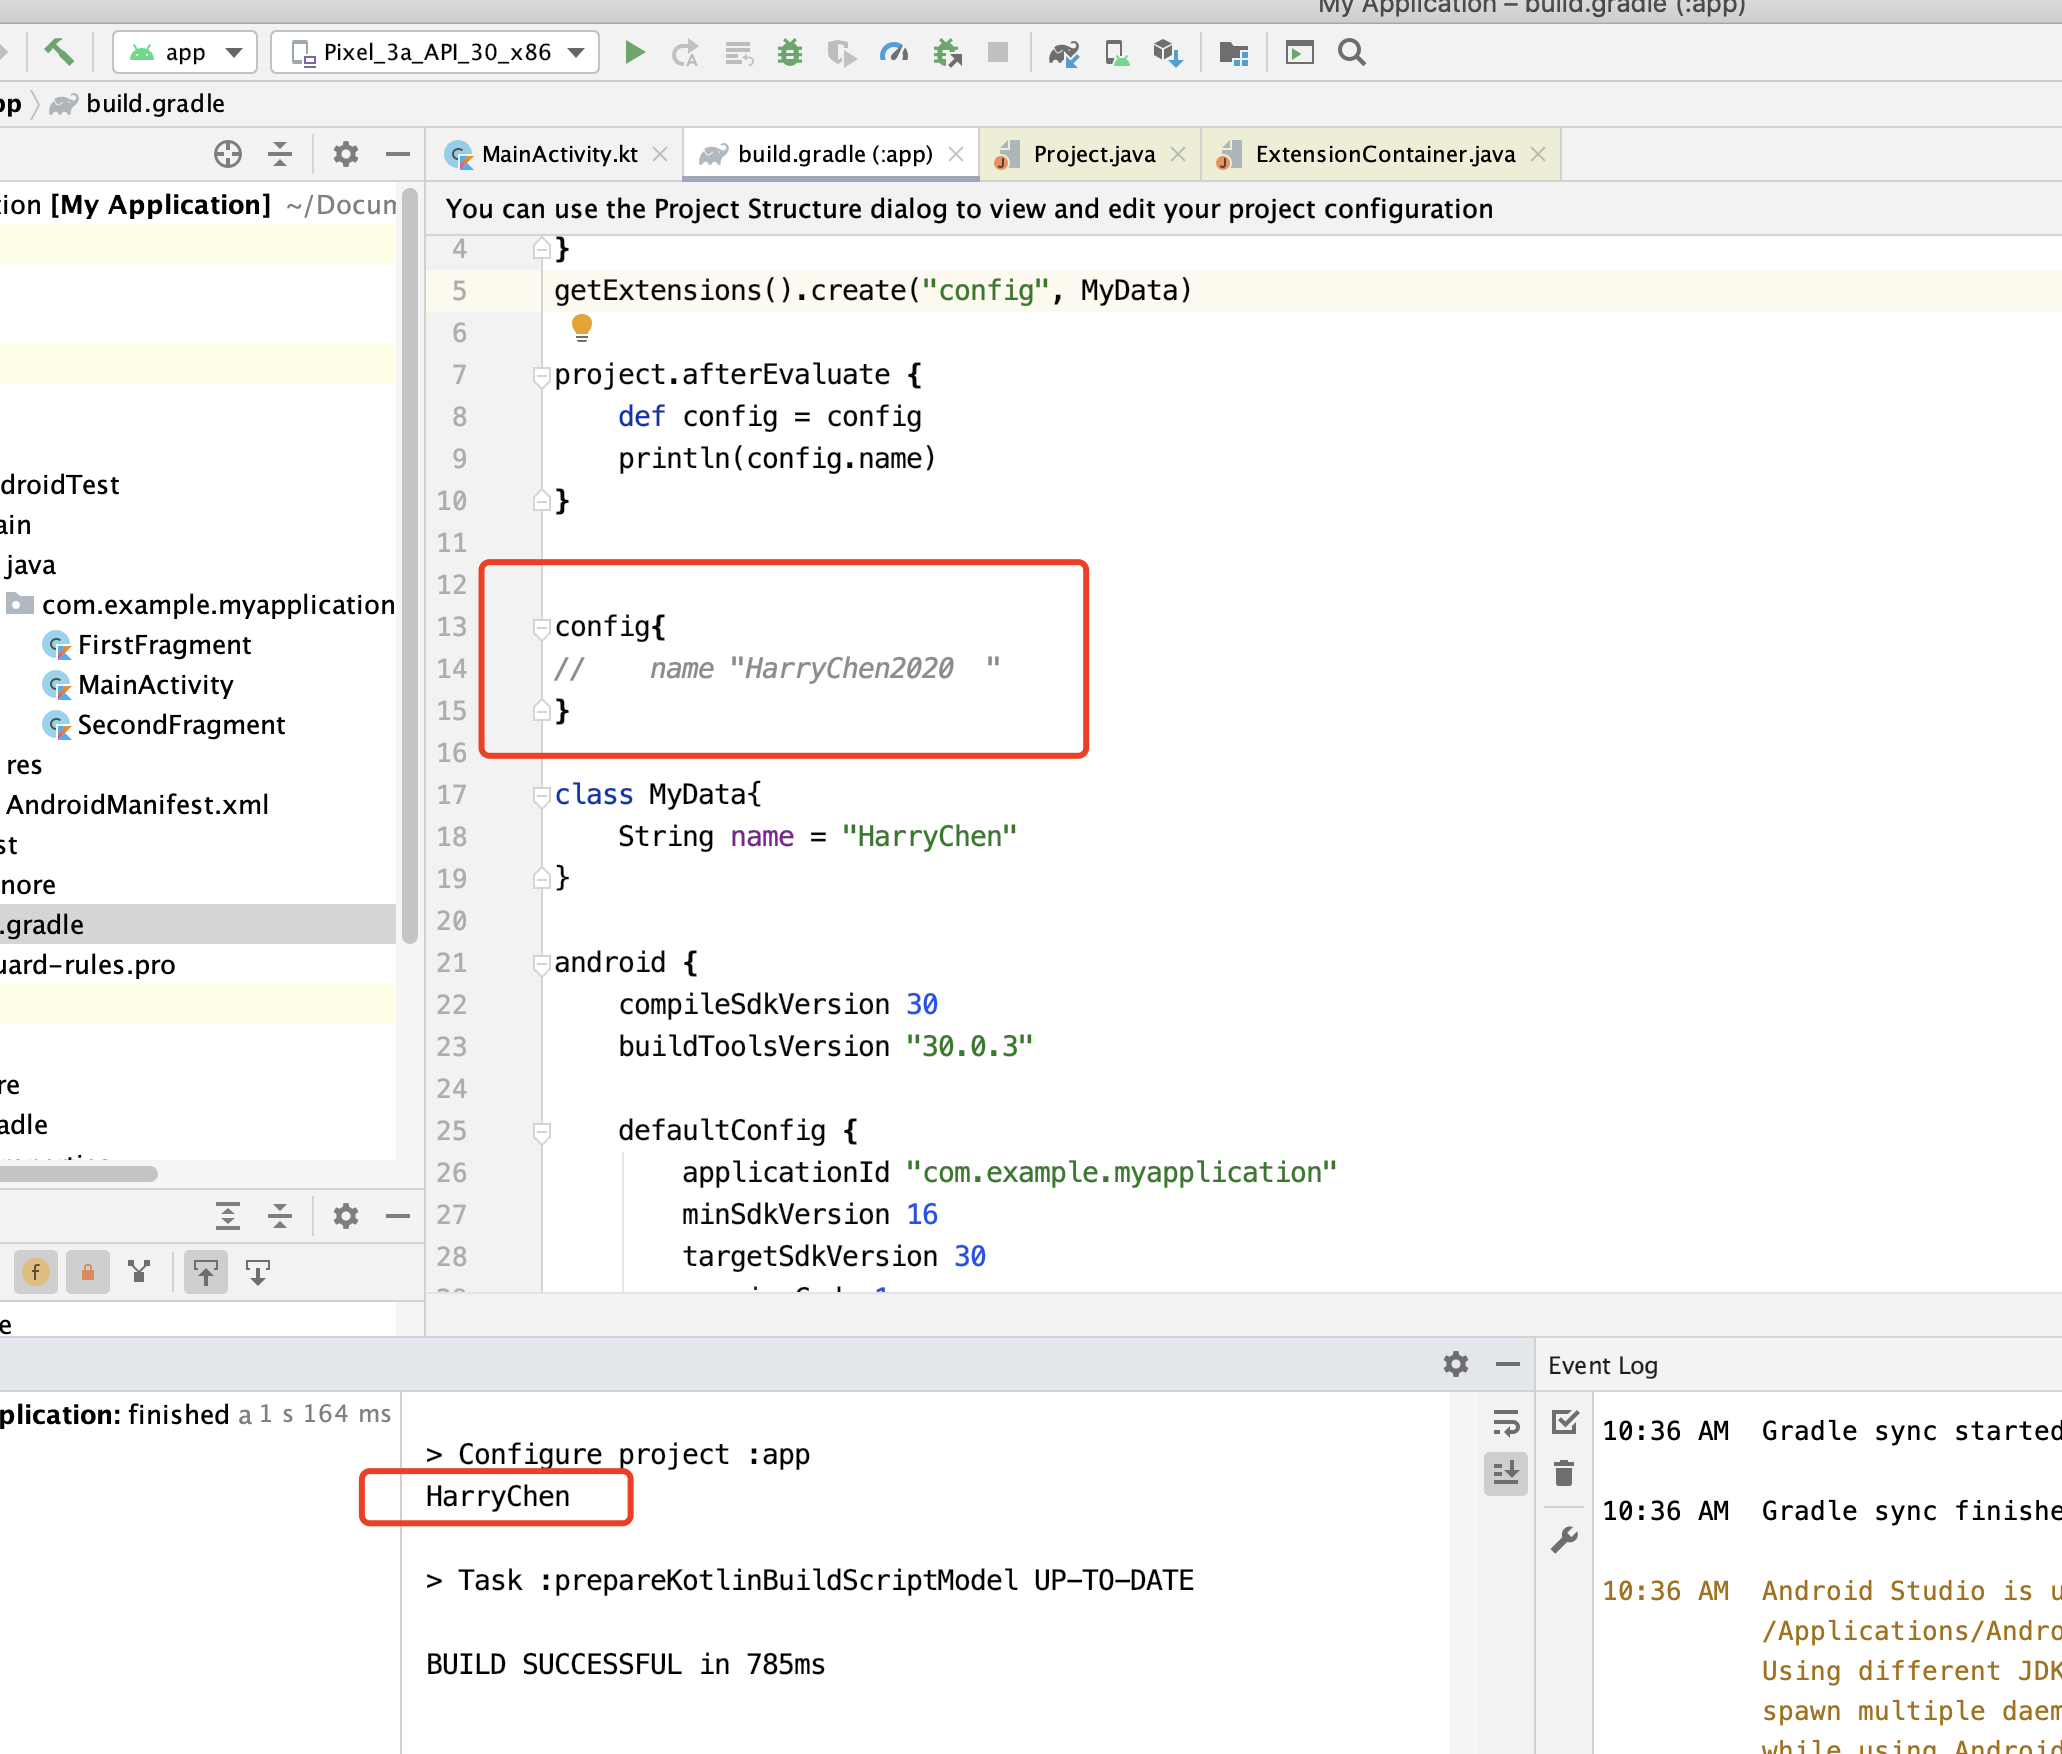 My Application – build.gradle (:app)
app
Pixel_3a_API_30_x86
build.gradle
MainActivity.kt
build.gradle (:app)
Project.java
ExtensionContainer.java
[My Application] ~/Docum
You can use the Project Structure dialog to view and edit your project configuration
droidTest
ain
java
com.example.myapplication
FirstFragment
MainActivity
SecondFragment
res
AndroidManifest.xml
st
nore
.gradle
uard-rules.pro
re
adle
4 }
5 getExtensions().create("config", MyData)
6
7 project.afterEvaluate {
8 def config = config
9 println(config.name)
10 }
11
12
13 config{
14 // name "HarryChen2020  "
15 }
16
17 class MyData{
18 String name = "HarryChen"
19 }
20
21 android {
22 compileSdkVersion 30
23 buildToolsVersion "30.0.3"
24
25 defaultConfig {
26 applicationId "com.example.myapplication"
27 minSdkVersion 16
28 targetSdkVersion 30
plication: finished a 1 s 164 ms
> Configure project :app
HarryChen
> Task :prepareKotlinBuildScriptModel UP-TO-DATE
BUILD SUCCESSFUL in 785ms
Event Log
10:36 AM Gradle sync started
10:36 AM Gradle sync finishe
10:36 AM Android Studio is u
/Applications/Andro
Using different JDK
spawn multiple daem
while using Android